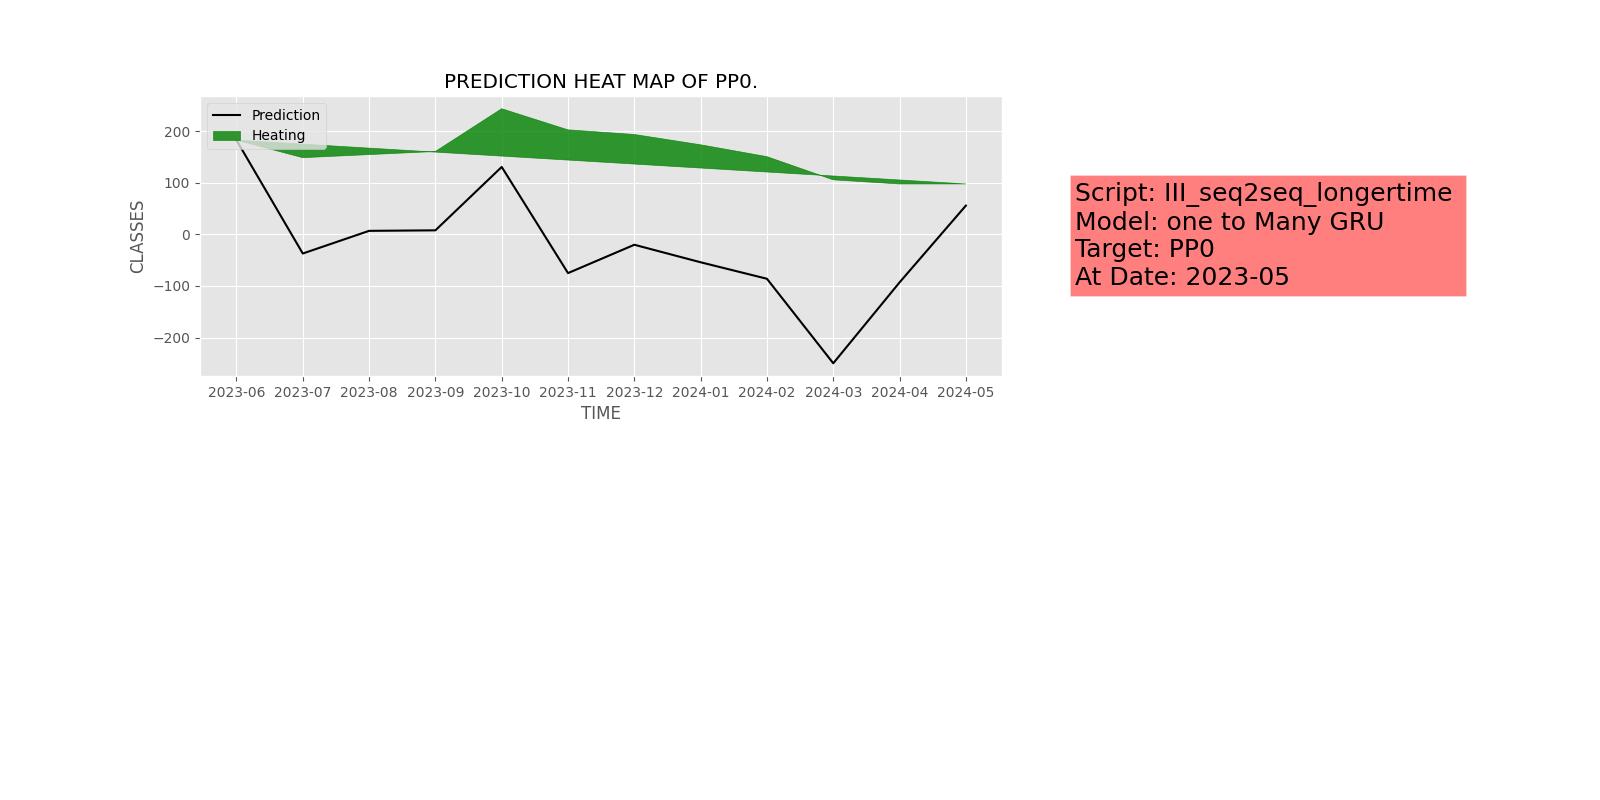 PREDICTION HEAT MAP OF PP0.
Prediction
Heating
200
100
0
−100
−200
CLASSES
2023-06 2023-07 2023-08 2023-09 2023-10 2023-11 2023-12 2024-01 2024-02 2024-03 2024-04 2024-05
TIME
Script: III_seq2seq_longertime
Model: one to Many GRU
Target: PP0
At Date: 2023-05